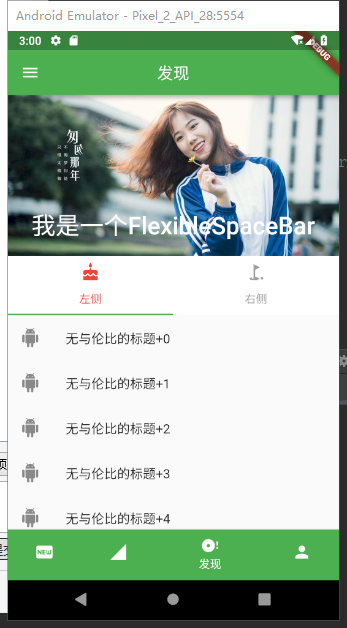 Android Emulator - Pixel_2_API_28:5554
3:00
DEBUG
发现
匆匆那年
我是一个FlexibleSpaceBar
左侧
右侧
无与伦比的标题+0
无与伦比的标题+1
无与伦比的标题+2
无与伦比的标题+3
无与伦比的标题+4
NEW
发现